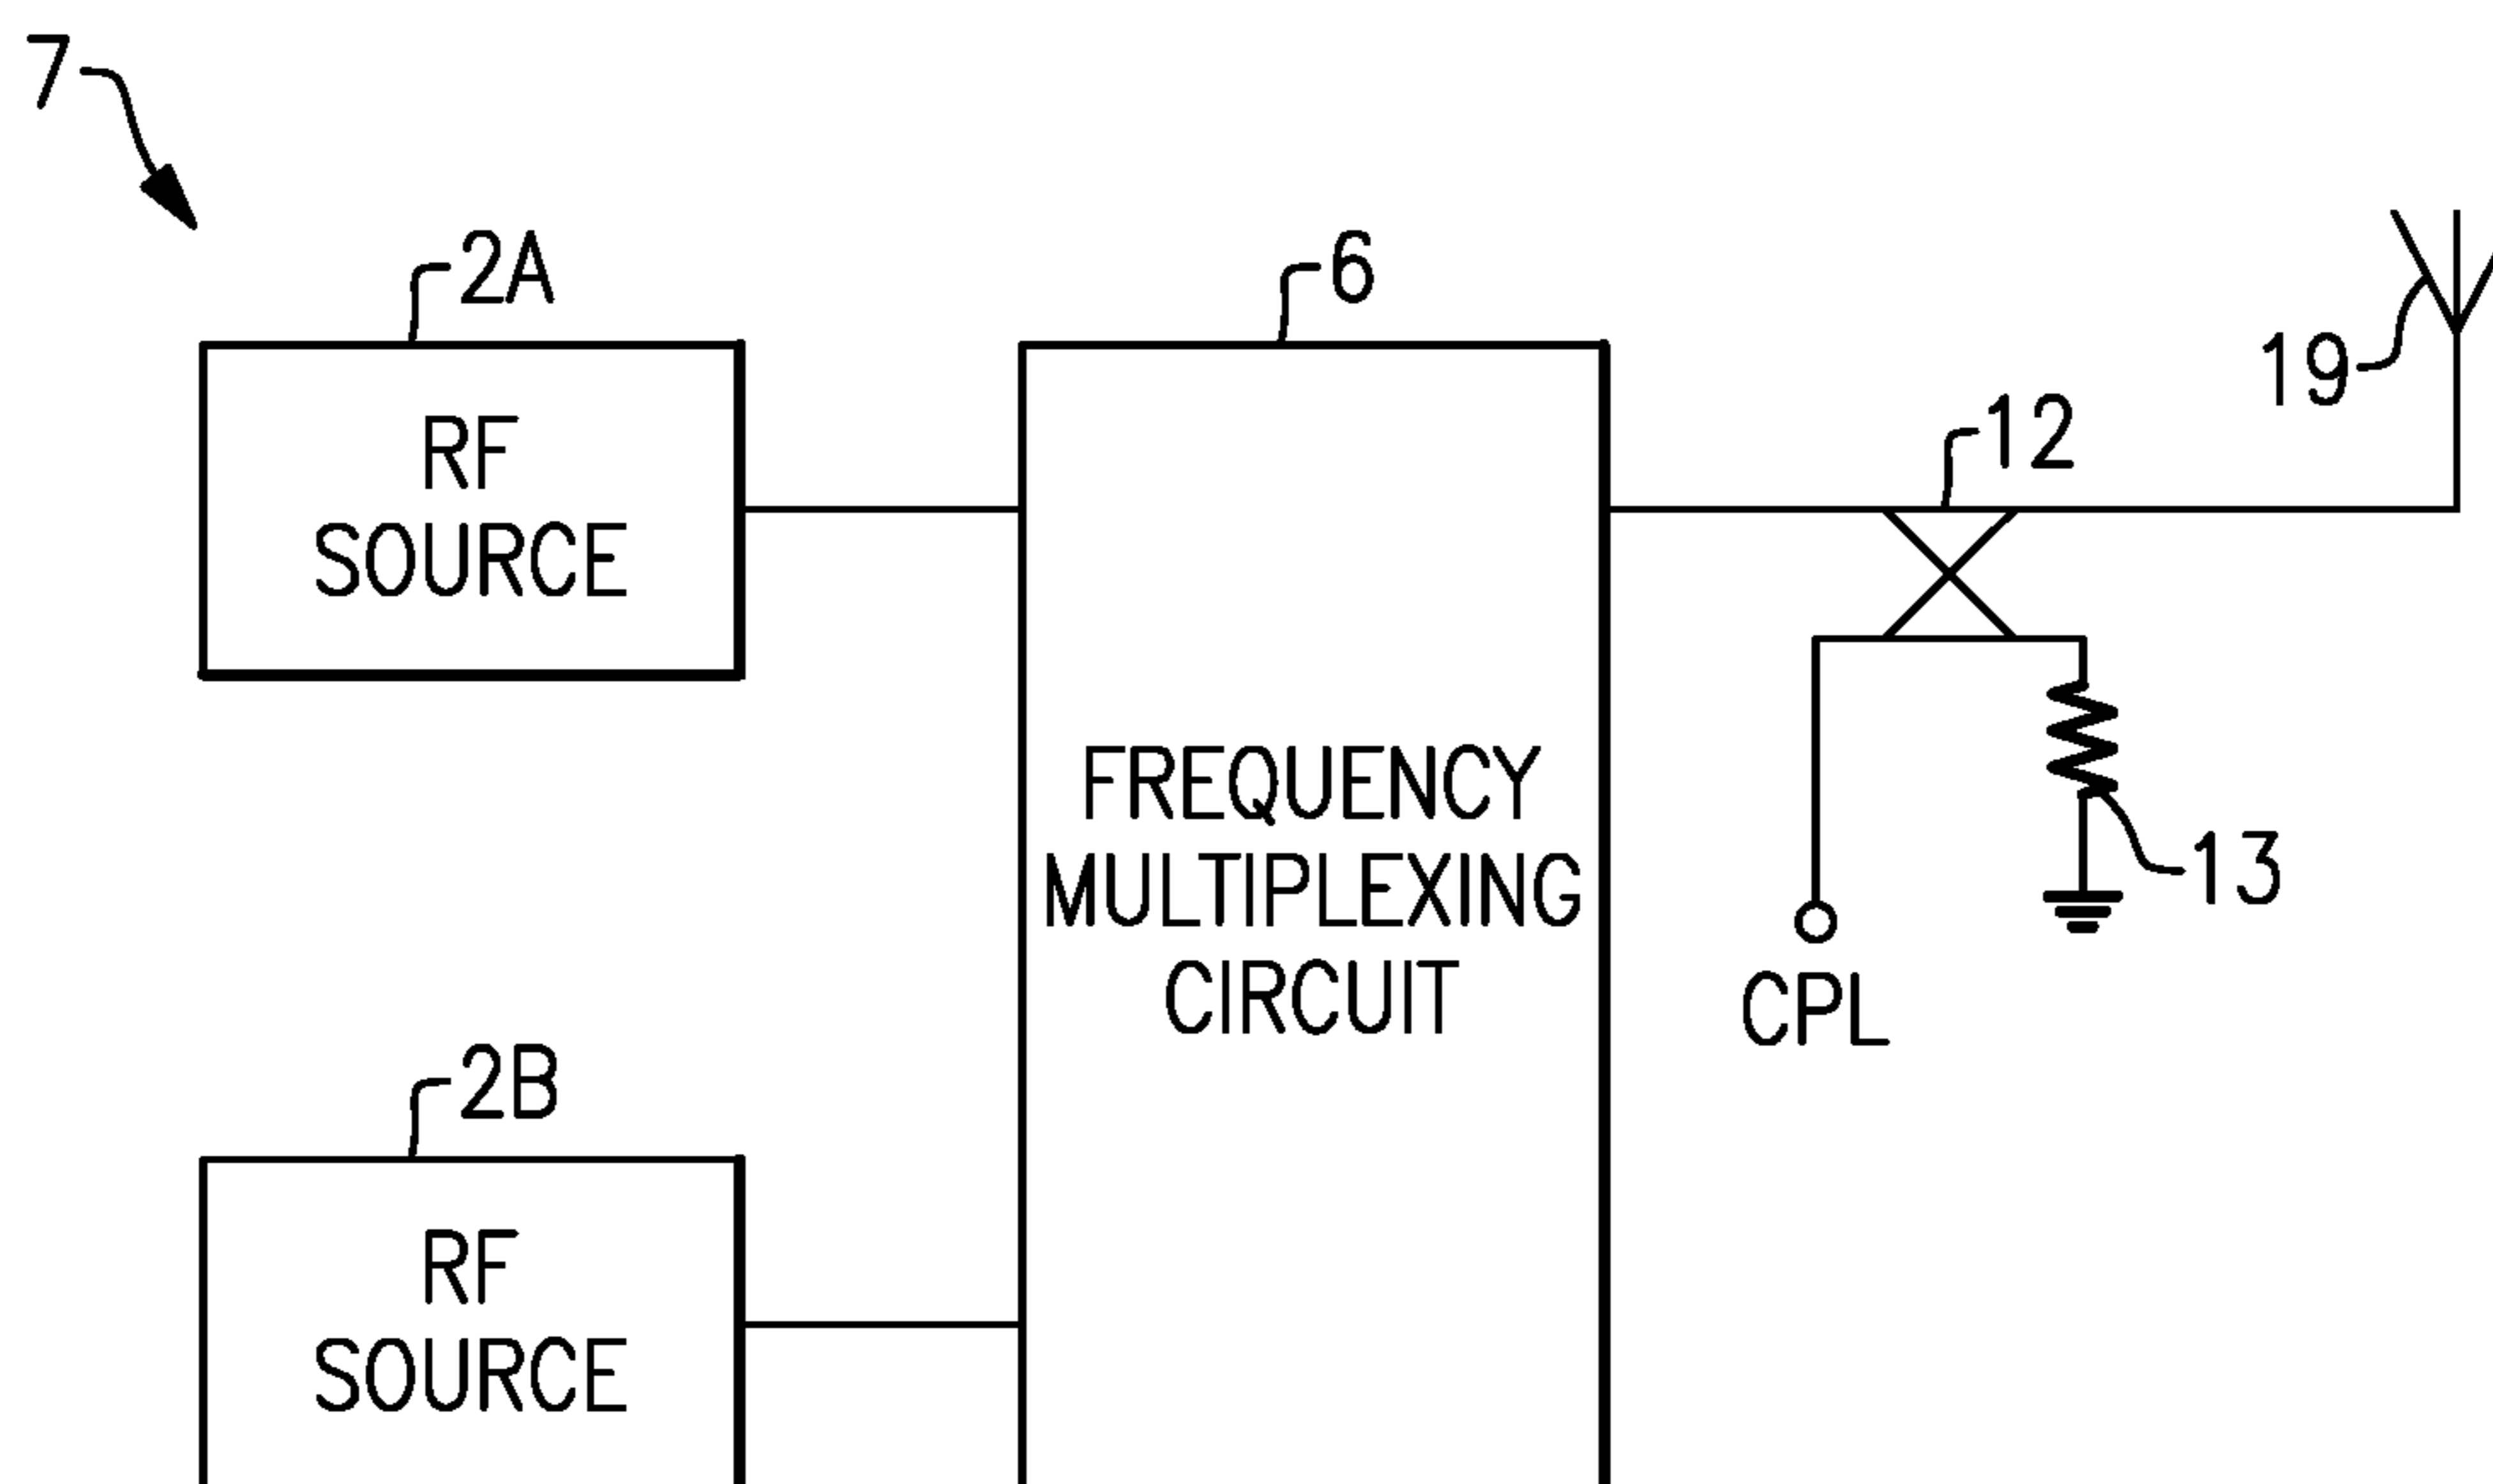 7
2A
6
19
12
RF
SOURCE
FREQUENCY
MULTIPLEXING
CIRCUIT
13
CPL
2B
RF
SOURCE